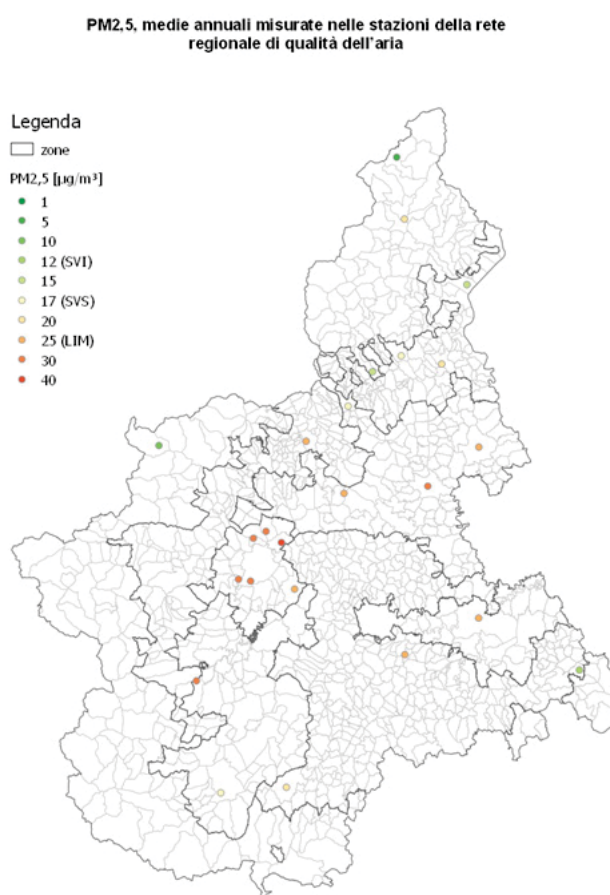 PM2,5, medie annuali misurate nelle stazioni della rete
regionale di qualità dell'aria
Legenda
zone
PM2,5 [µg/m³]
1
5
10
12 (SVI)
15
17 (SVS)
20
25 (LIM)
30
40